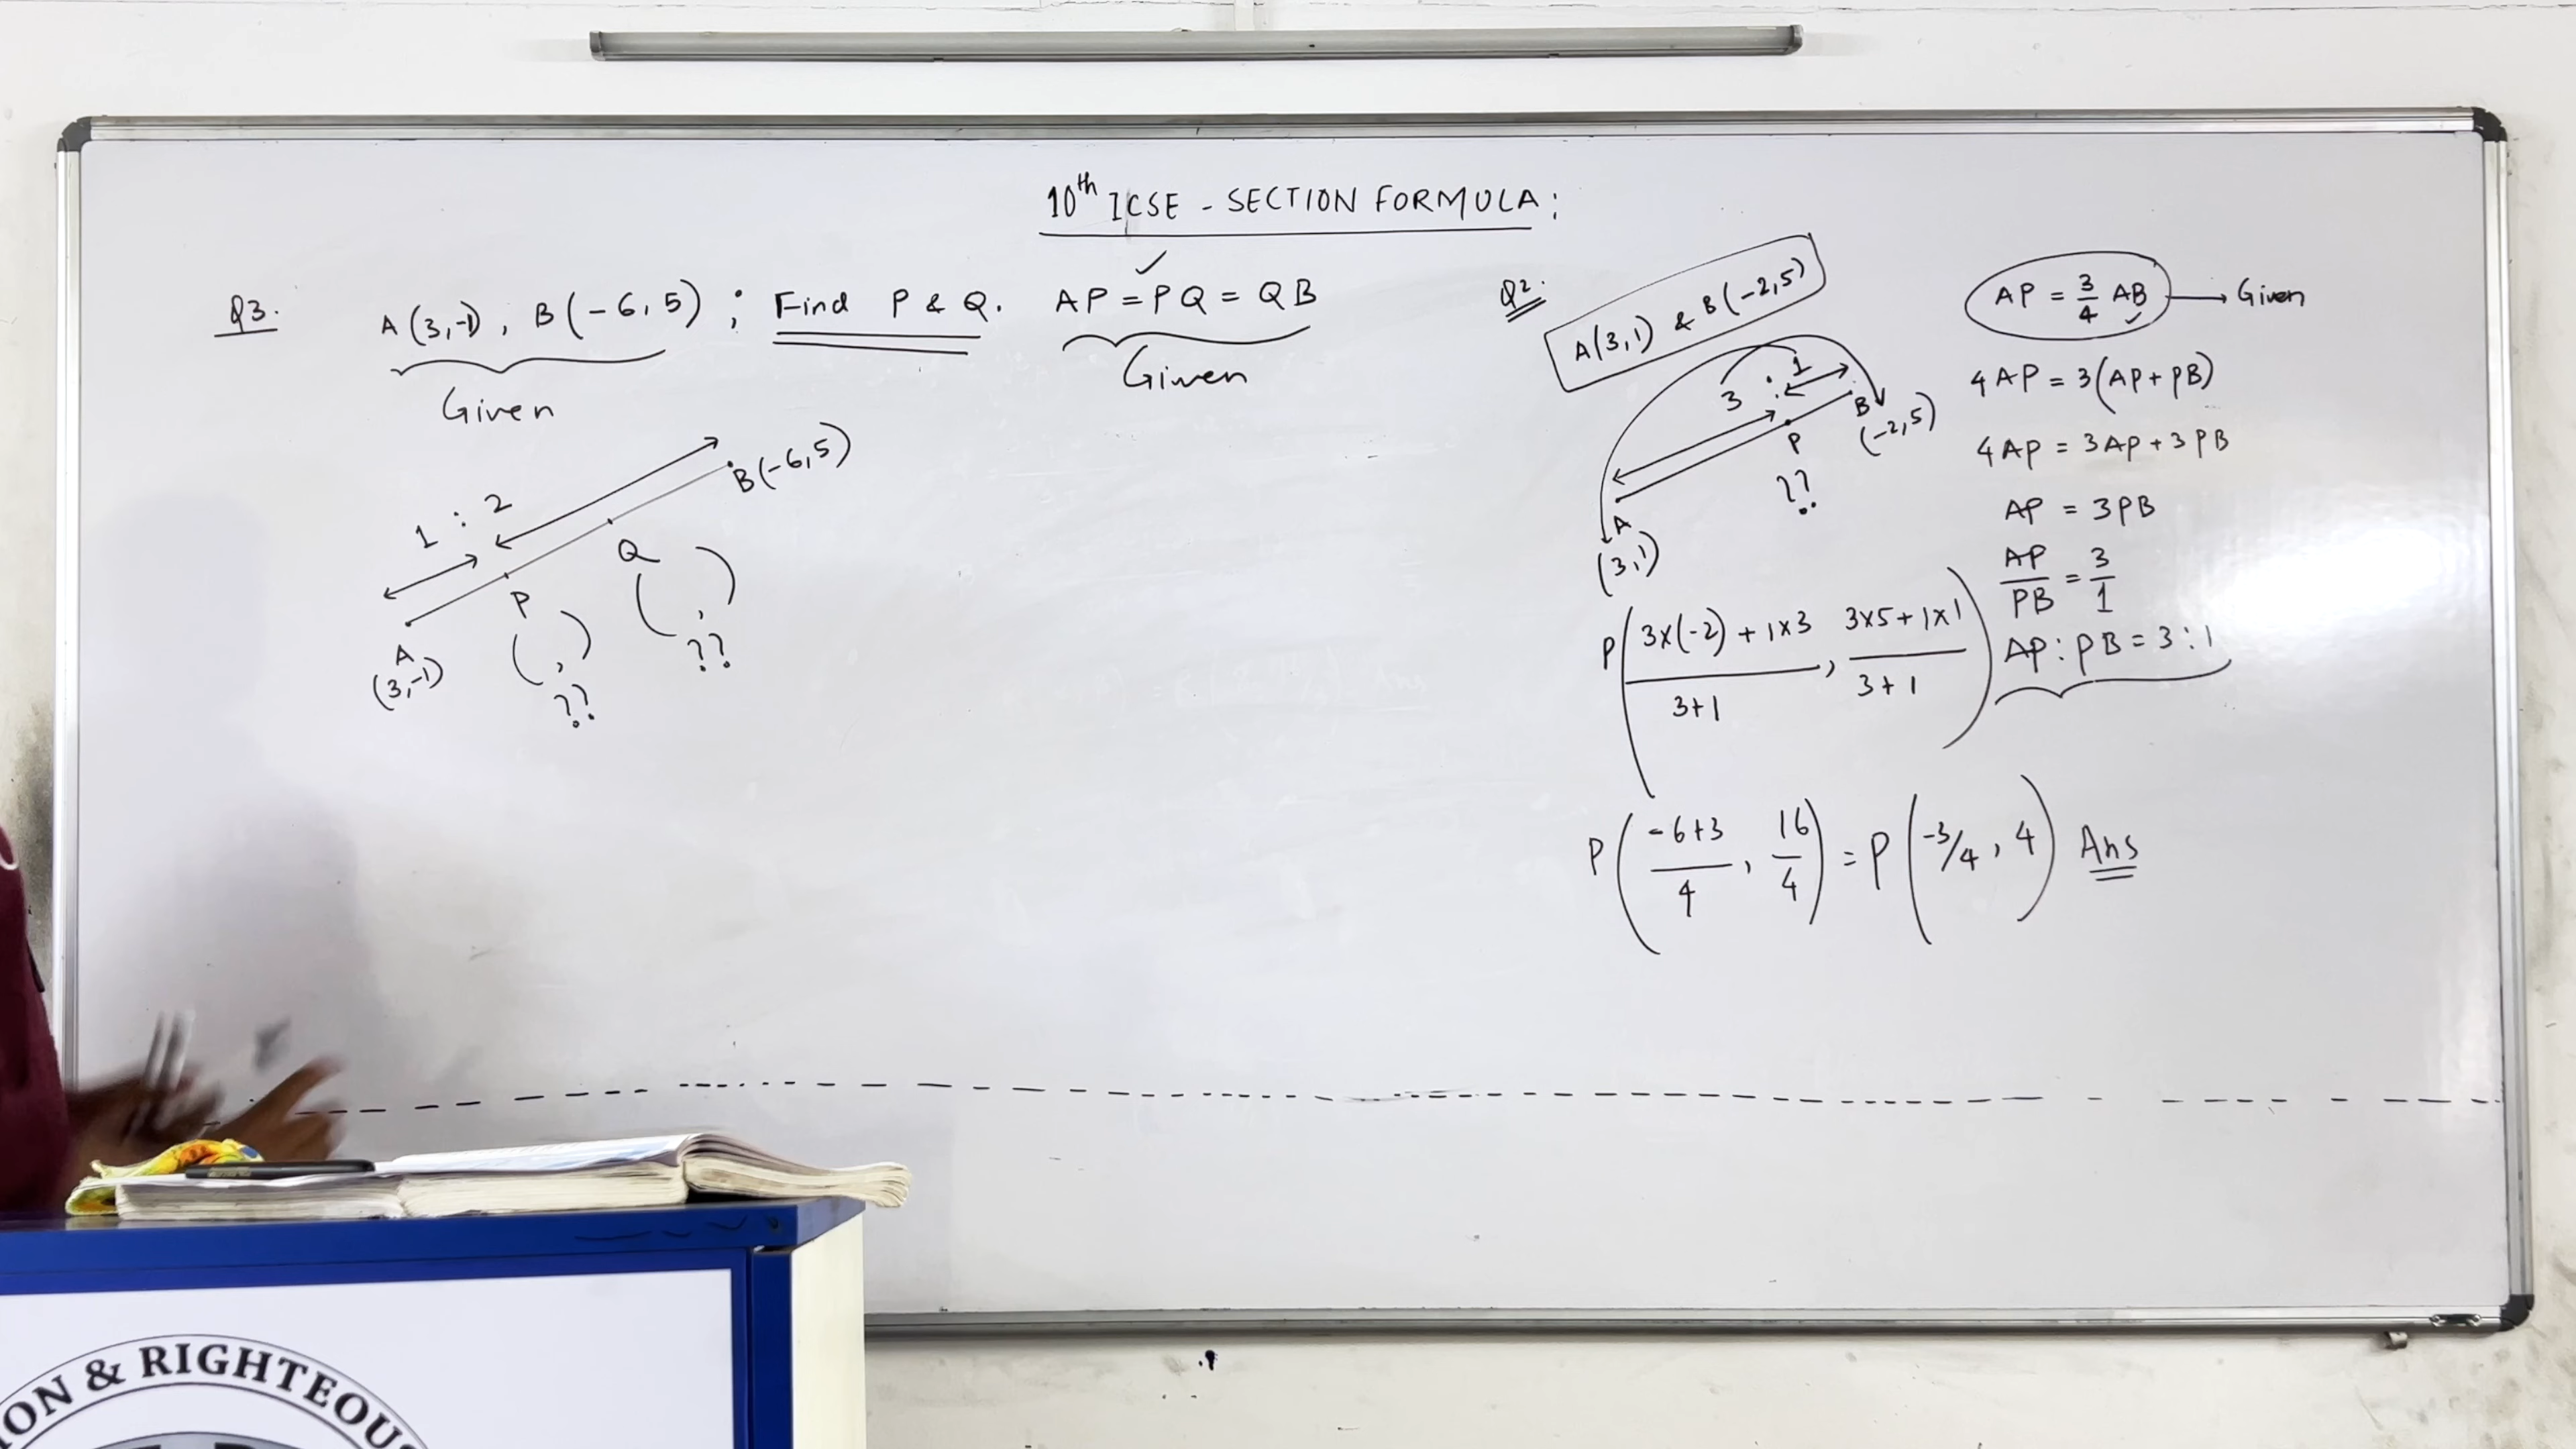 10th ICSE - SECTION FORMULA:
Q3. A(3,-1), B(-6,5); Find P & Q. AP = PQ = QB
Given
Given
1 : 2
B(-6,5)
Q
( , )
??
P
( , )
??
A
(3,-1)
Q2.
A(3,1) & B(-2,5)
3 : 1
B
(-2,5)
P
??
A
(3,1)
AP = 3/4 AB → Given
4AP = 3(AP+PB)
4AP = 3AP+3PB
AP = 3PB
AP/PB = 3/1
AP:PB = 3:1
P((3×(-2)+1×3)/(3+1), (3×5+1×1)/(3+1))
P((-6+3)/4, 16/4) = P(-3/4, 4) Ans
ON & RIGHTEOUS